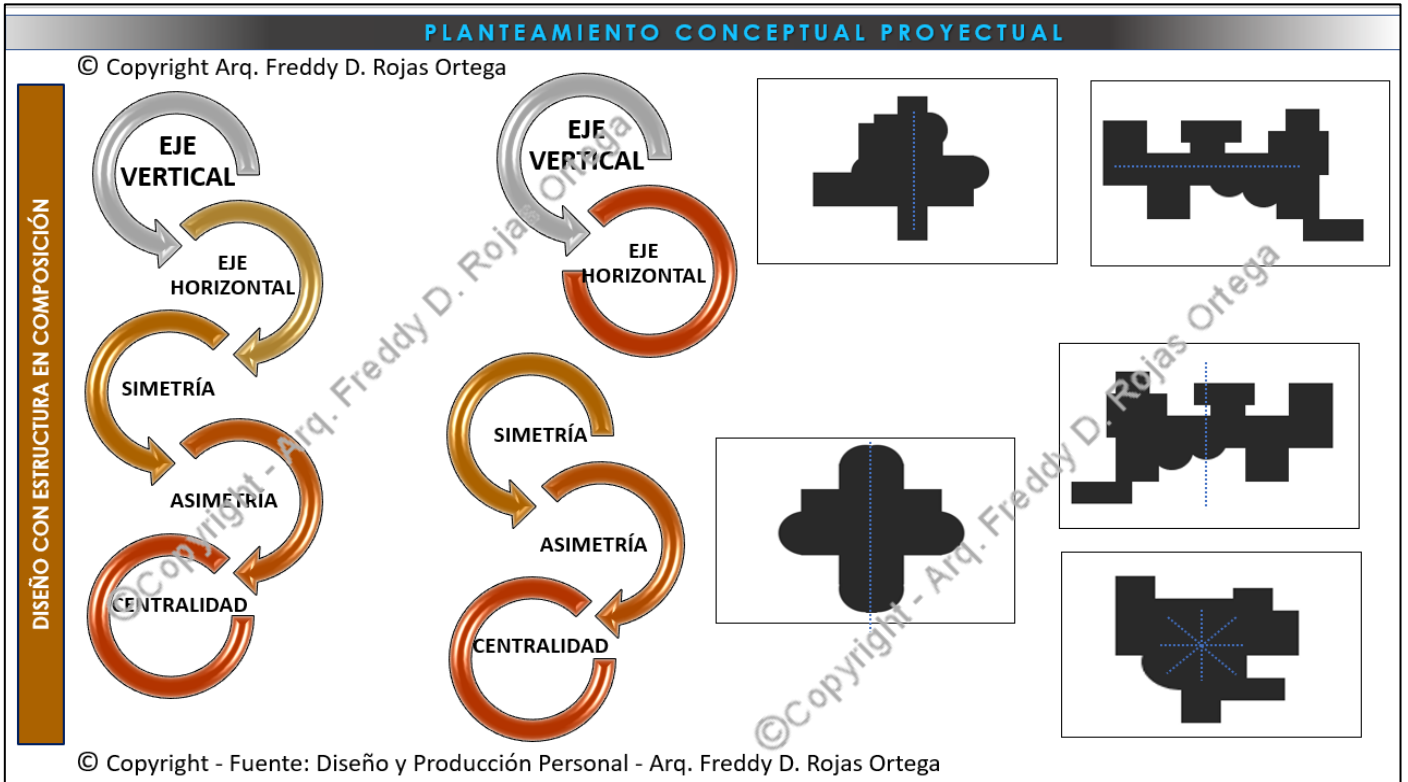 PLANTEAMIENTO CONCEPTUAL PROYECTUAL
© Copyright Arq. Freddy D. Rojas Ortega
DISEÑO CON ESTRUCTURA EN COMPOSICIÓN
EJE
VERTICAL
EJE
HORIZONTAL
SIMETRÍA
ASIMETRÍA
CENTRALIDAD
EJE
VERTICAL
EJE
HORIZONTAL
SIMETRÍA
ASIMETRÍA
CENTRALIDAD
©Copyright - Arq. Freddy D. Rojas Ortega
©Copyright - Arq. Freddy D. Rojas Ortega
© Copyright - Fuente: Diseño y Producción Personal - Arq. Freddy D. Rojas Ortega